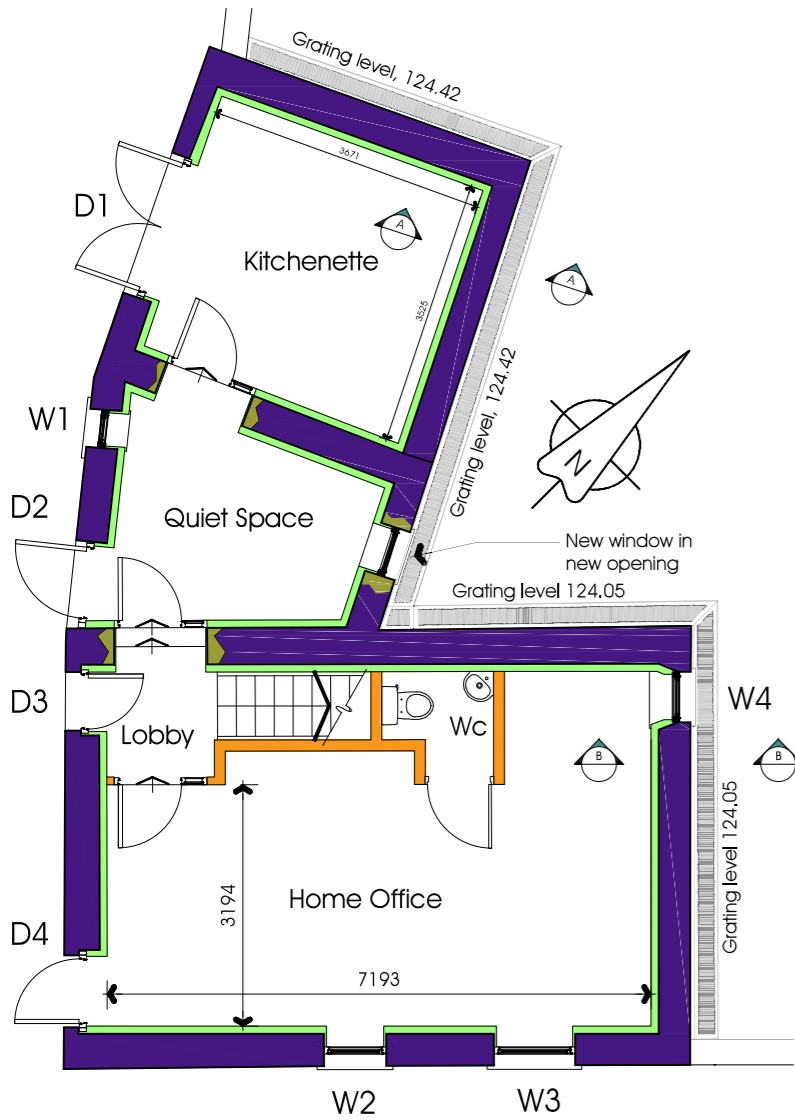 Grating level, 124.42
3671
D1
A
Kitchenette
A
3525
Grating level, 124.42
W1
N
D2
Quiet Space
New window in
new opening
Grating level 124.05
D3
Lobby
Wc
W4
B
B
Grating level 124.05
Home Office
3194
D4
7193
W2
W3